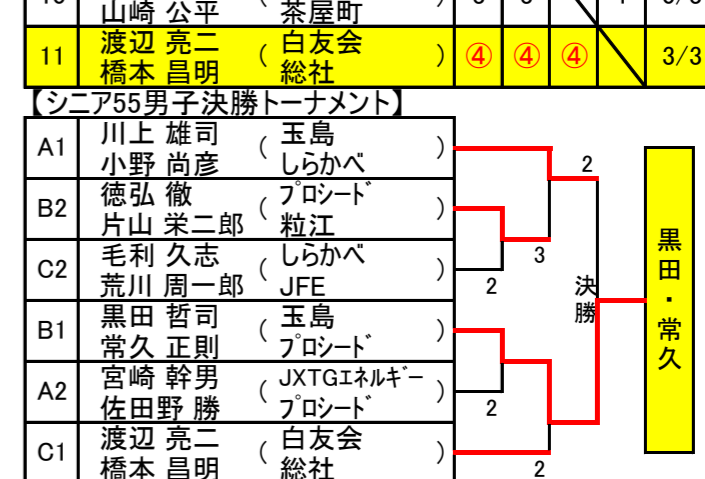 山崎 公平 ( 茶屋町 )
11 渡辺 亮二 ( 白友会 ) ④ ④ ④ 3/3
橋本 昌明 総社
【シニア55男子決勝トーナメント】
A1 川上 雄司 ( 玉島 )
小野 尚彦 しらかべ
2
B2 徳弘 徹 ( プロシード )
片山 栄二郎 粒江
3
C2 毛利 久志 ( しらかべ )
荒川 周一郎 JFE
2
決勝
黒田・常久
B1 黒田 哲司 ( 玉島 )
常久 正則 プロシード
A2 宮崎 幹男 ( JXTGエネルギー )
佐田野 勝 プロシード
2
C1 渡辺 亮二 ( 白友会 )
橋本 昌明 総社
2